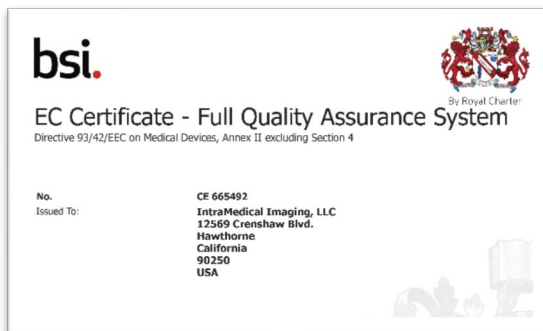 bsi.
By Royal Charter
EC Certificate - Full Quality Assurance System
Directive 93/42/EEC on Medical Devices, Annex II excluding Section 4
No. CE 665492
Issued To: IntraMedical Imaging, LLC
12569 Crenshaw Blvd.
Hawthorne
California
90250
USA